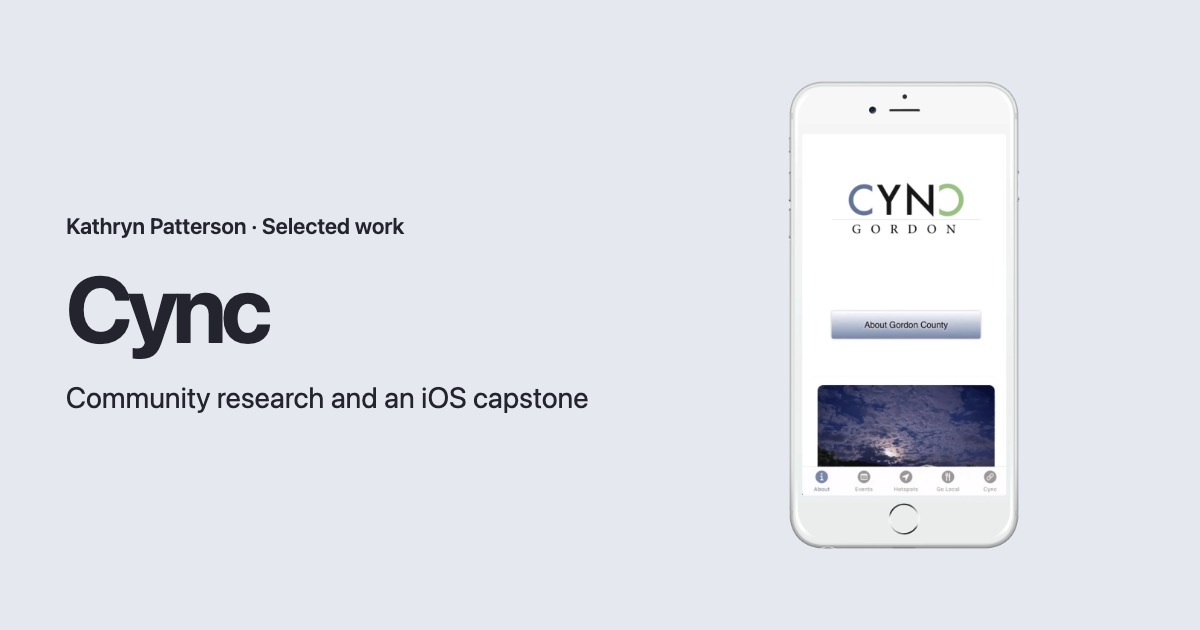 Kathryn Patterson · Selected work
Cync
Community research and an iOS capstone
CYNC
GORDON
About Gordon County
About
Events
Hotspots
Go Local
Cync